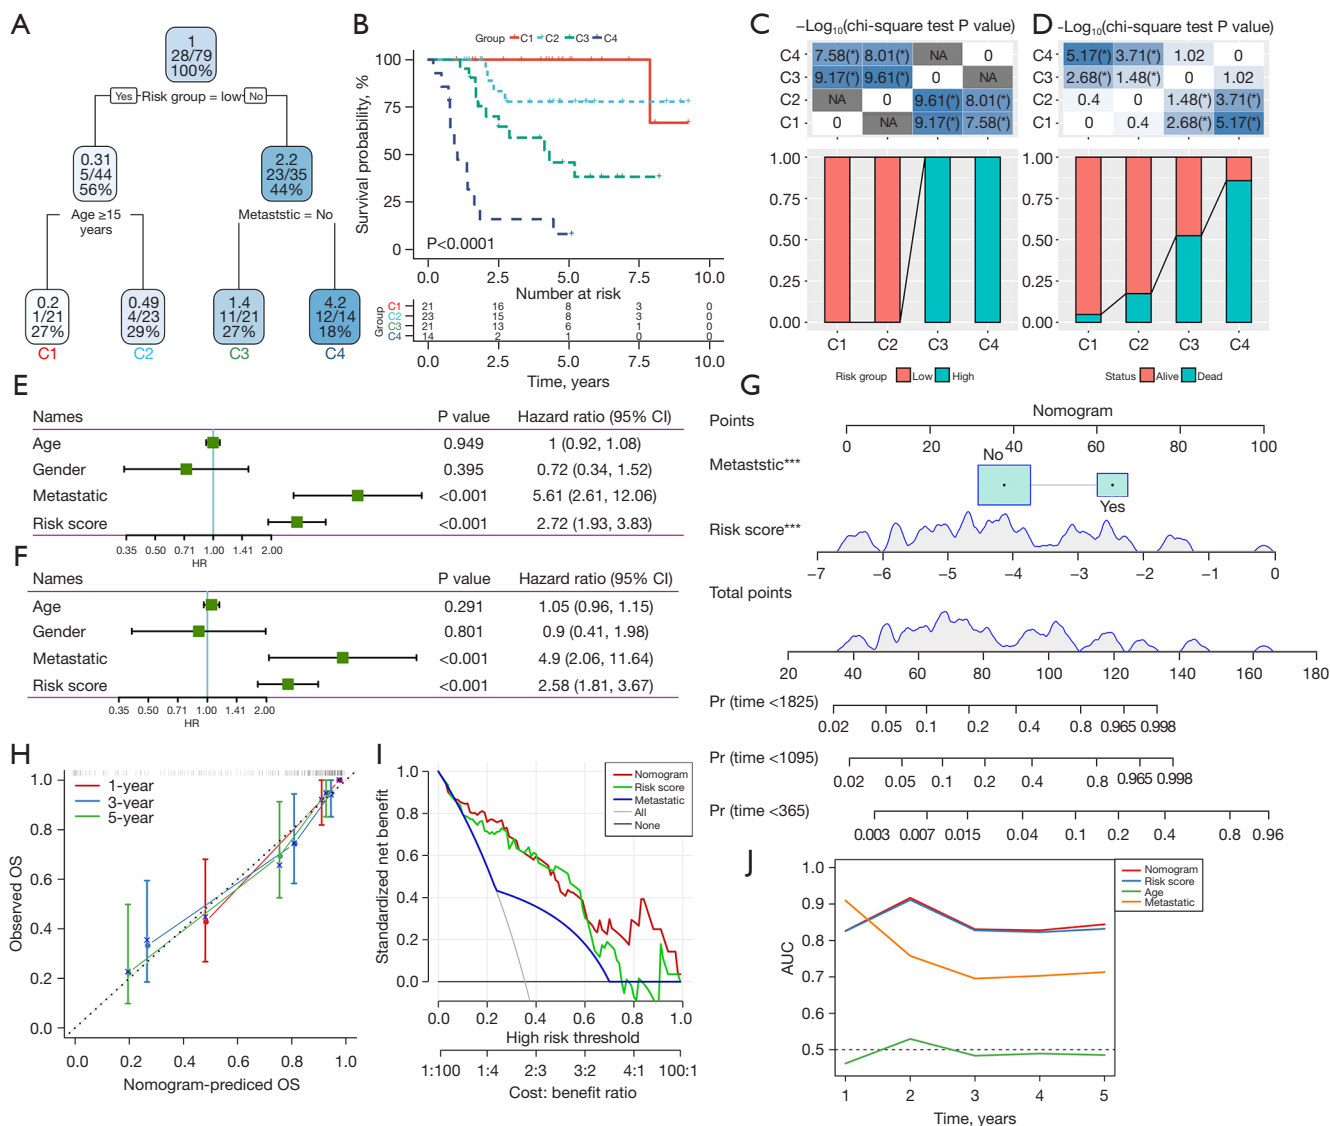 A
1
28/79
100%
Yes Risk group = low No
0.31
5/44
56%
2.2
23/35
44%
Age ≥15
years
Metaststic = No
0.2
1/21
27%
0.49
4/23
29%
1.4
11/21
27%
4.2
12/14
18%
C1 C2 C3 C4
B
Group C1 C2 C3 C4
Survival probability, %
100
75
50
25
0
P<0.0001
0.0 2.5 5.0 7.5 10.0
Number at risk
Group
C1 21 16 8 3 0
C2 23 15 8 3 0
C3 21 13 6 1 0
C4 14 2 1 0 0
0.0 2.5 5.0 7.5 10.0
Time, years
C
−Log10(chi-square test P value)
C4 7.58(*) 8.01(*) NA 0
C3 9.17(*) 9.61(*) 0 NA
C2 NA 0 9.61(*) 8.01(*)
C1 0 NA 9.17(*) 7.58(*)
1.00
0.75
0.50
0.25
0.00
C1 C2 C3 C4
Risk group Low High
D
−Log10(chi-square test P value)
C4 5.17(*) 3.71(*) 1.02 0
C3 2.68(*) 1.48(*) 0 1.02
C2 0.4 0 1.48(*) 3.71(*)
C1 0 0.4 2.68(*) 5.17(*)
1.00
0.75
0.50
0.25
0.00
C1 C2 C3 C4
Status Alive Dead
E
Names P value Hazard ratio (95% CI)
Age 0.949 1 (0.92, 1.08)
Gender 0.395 0.72 (0.34, 1.52)
Metastatic <0.001 5.61 (2.61, 12.06)
Risk score <0.001 2.72 (1.93, 3.83)
0.35 0.50 0.71 1.00 1.41 2.00
HR
F
Names P value Hazard ratio (95% CI)
Age 0.291 1.05 (0.96, 1.15)
Gender 0.801 0.9 (0.41, 1.98)
Metastatic <0.001 4.9 (2.06, 11.64)
Risk score <0.001 2.58 (1.81, 3.67)
0.35 0.50 0.71 1.00 1.41 2.00
HR
G
Nomogram
Points
0 20 40 60 80 100
Metaststic***
No
Yes
Risk score***
−7 −6 −5 −4 −3 −2 −1 0
Total points
20 40 60 80 100 120 140 160 180
Pr (time <1825)
0.02 0.05 0.1 0.2 0.4 0.8 0.965 0.998
Pr (time <1095)
0.02 0.05 0.1 0.2 0.4 0.8 0.965 0.998
Pr (time <365)
0.003 0.007 0.015 0.04 0.1 0.2 0.4 0.8 0.96
H
1-year
3-year
5-year
Observed OS
1.0
0.8
0.6
0.4
0.2
0.0
0.0 0.2 0.4 0.6 0.8 1.0
Nomogram-prediced OS
I
Nomogram
Risk score
Metastatic
All
None
Standardized net benefit
1.0
0.8
0.6
0.4
0.2
0.0
0.0 0.2 0.4 0.6 0.8 1.0
High risk threshold
1:100 1:4 2:3 3:2 4:1 100:1
Cost: benefit ratio
J
Nomogram
Risk score
Age
Metastatic
AUC
1.0
0.9
0.8
0.7
0.6
0.5
1 2 3 4 5
Time, years